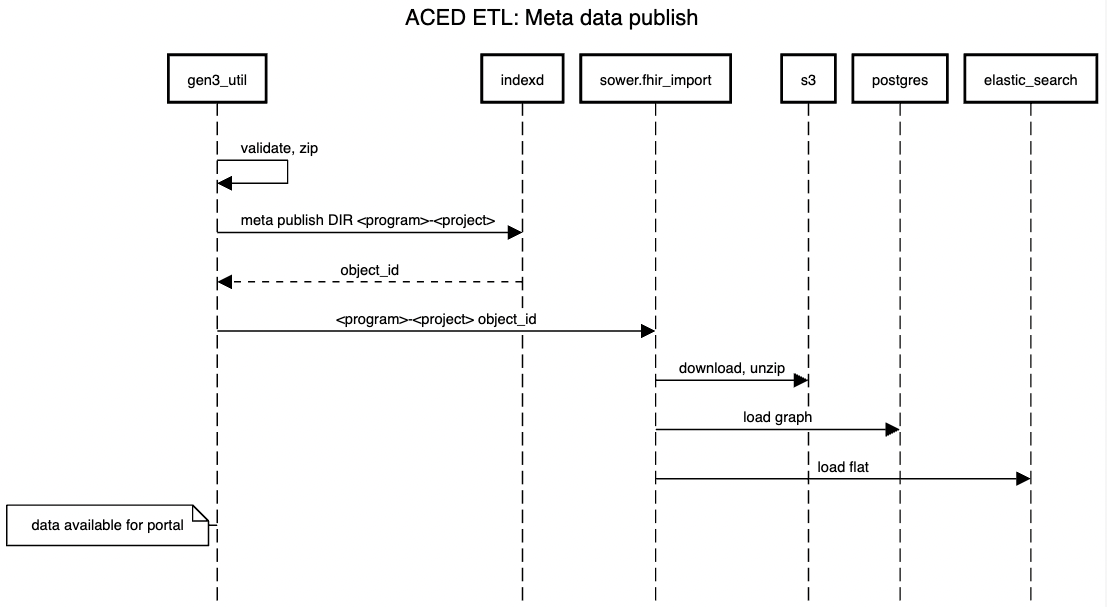 ACED ETL: Meta data publish
gen3_util
indexd
sower.fhir_import
s3
postgres
elastic_search
validate, zip
meta publish DIR <program>-<project>
object_id
<program>-<project> object_id
download, unzip
load graph
load flat
data available for portal